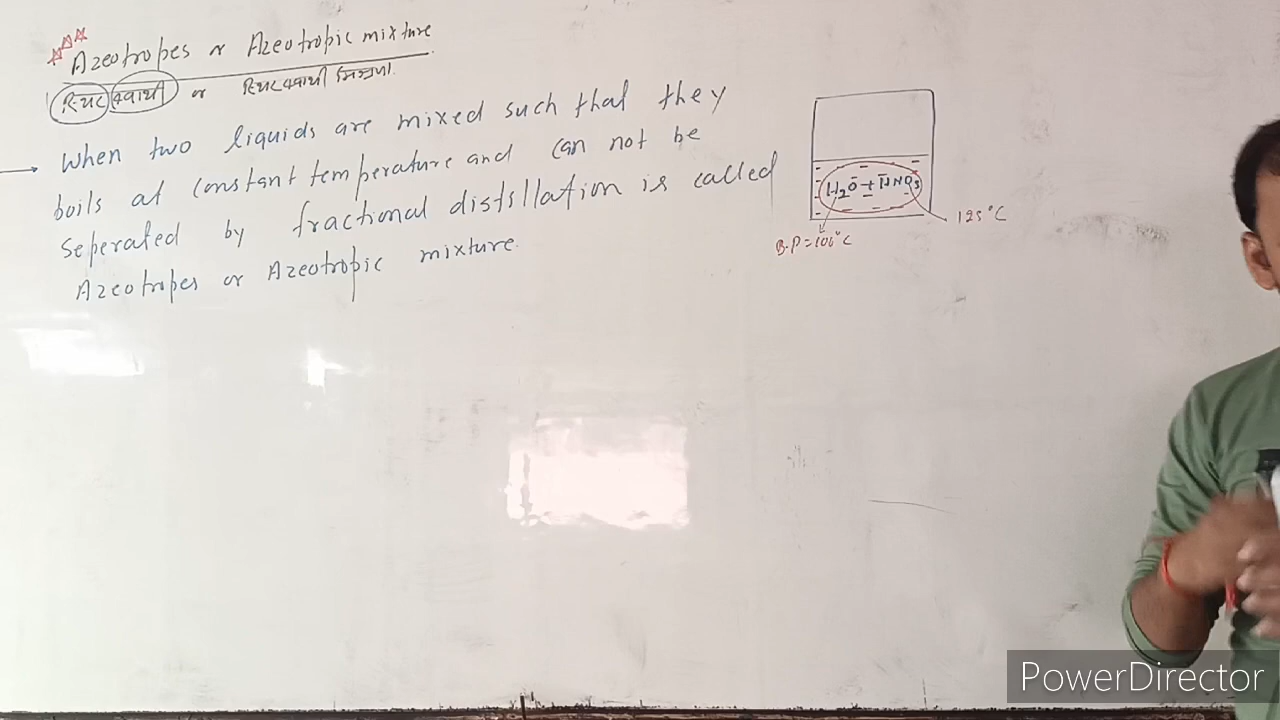 Azeotropes or Azeotropic mixture
स्थिरक्वाथी or स्थिरक्वाथी मिश्रण
When two liquids are mixed such that they
boils at constant temperature and can not be
seperated by fractional distillation is called
Azeotropes or Azeotropic mixture.
H₂O + HNO₃
B.P = 100°C
125°C
PowerDirector